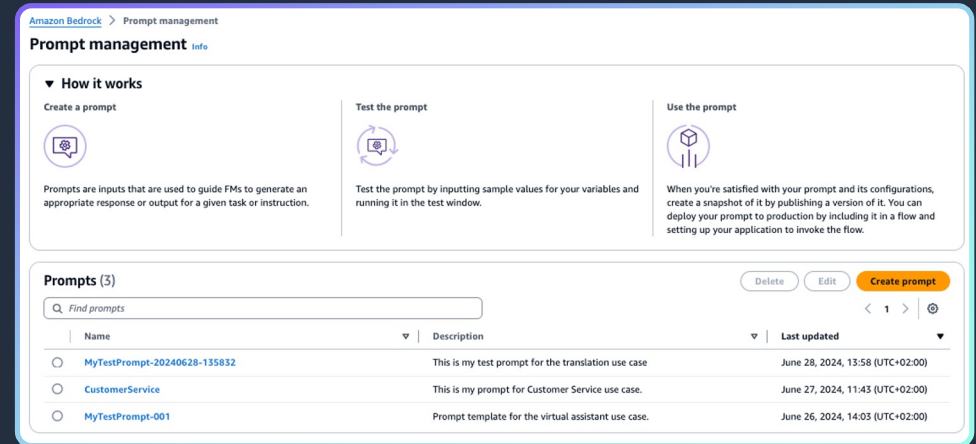 Amazon Bedrock > Prompt management
Prompt management Info
▼ How it works
Create a prompt
Prompts are inputs that are used to guide FMs to generate an
appropriate response or output for a given task or instruction.
Test the prompt
Test the prompt by inputting sample values for your variables and
running it in the test window.
Use the prompt
When you're satisfied with your prompt and its configurations,
create a snapshot of it by publishing a version of it. You can
deploy your prompt to production by including it in a flow and
setting up your application to invoke the flow.
Prompts (3)
Delete Edit Create prompt
Find prompts
< 1 >
Name Description Last updated
MyTestPrompt-20240628-135832 This is my test prompt for the translation use case June 28, 2024, 13:58 (UTC+02:00)
CustomerService This is my prompt for Customer Service use case. June 27, 2024, 11:43 (UTC+02:00)
MyTestPrompt-001 Prompt template for the virtual assistant use case. June 26, 2024, 14:03 (UTC+02:00)